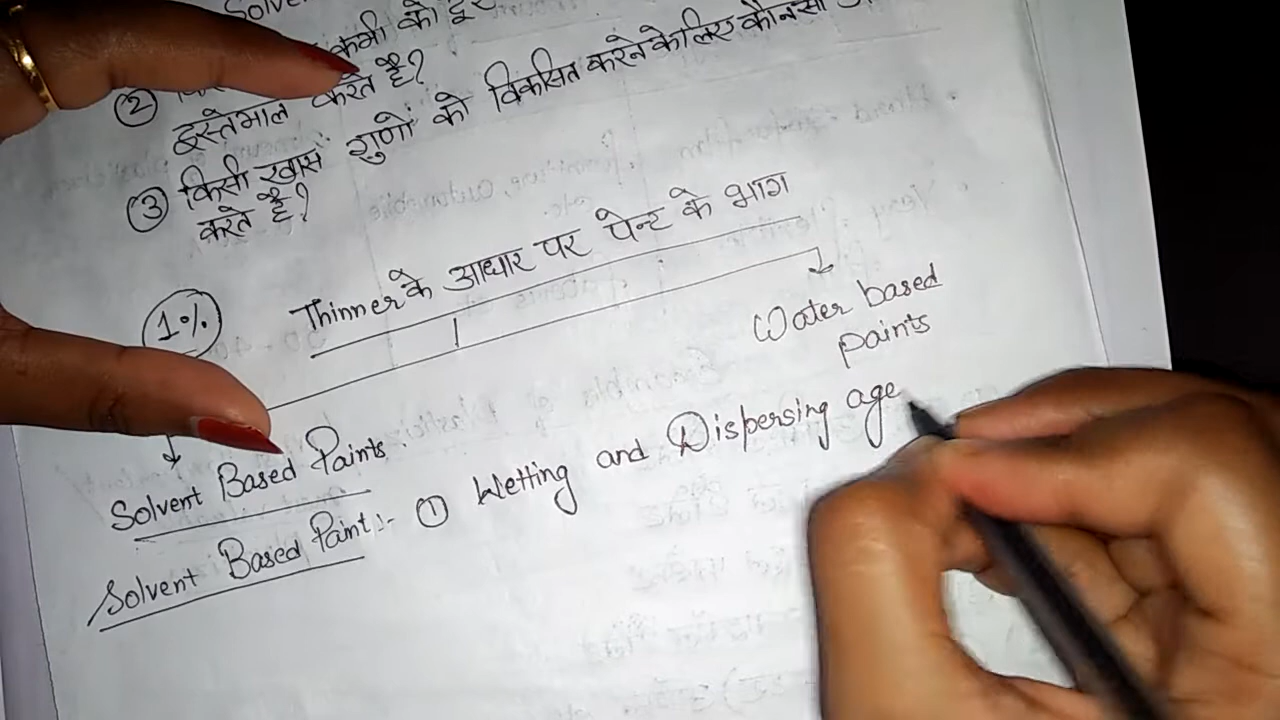 Solve
कमी को
② 
इस्तेमाल करते है?
③ किसी खास गुणों को विकसित करने के लिए कौनसा
करते है?
1%
Thinner के आधार पर पेन्ट के भाग
Water based
paints
Solvent Based Paints.
Solvent Based Paint:- ① Wetting and Dispersing age